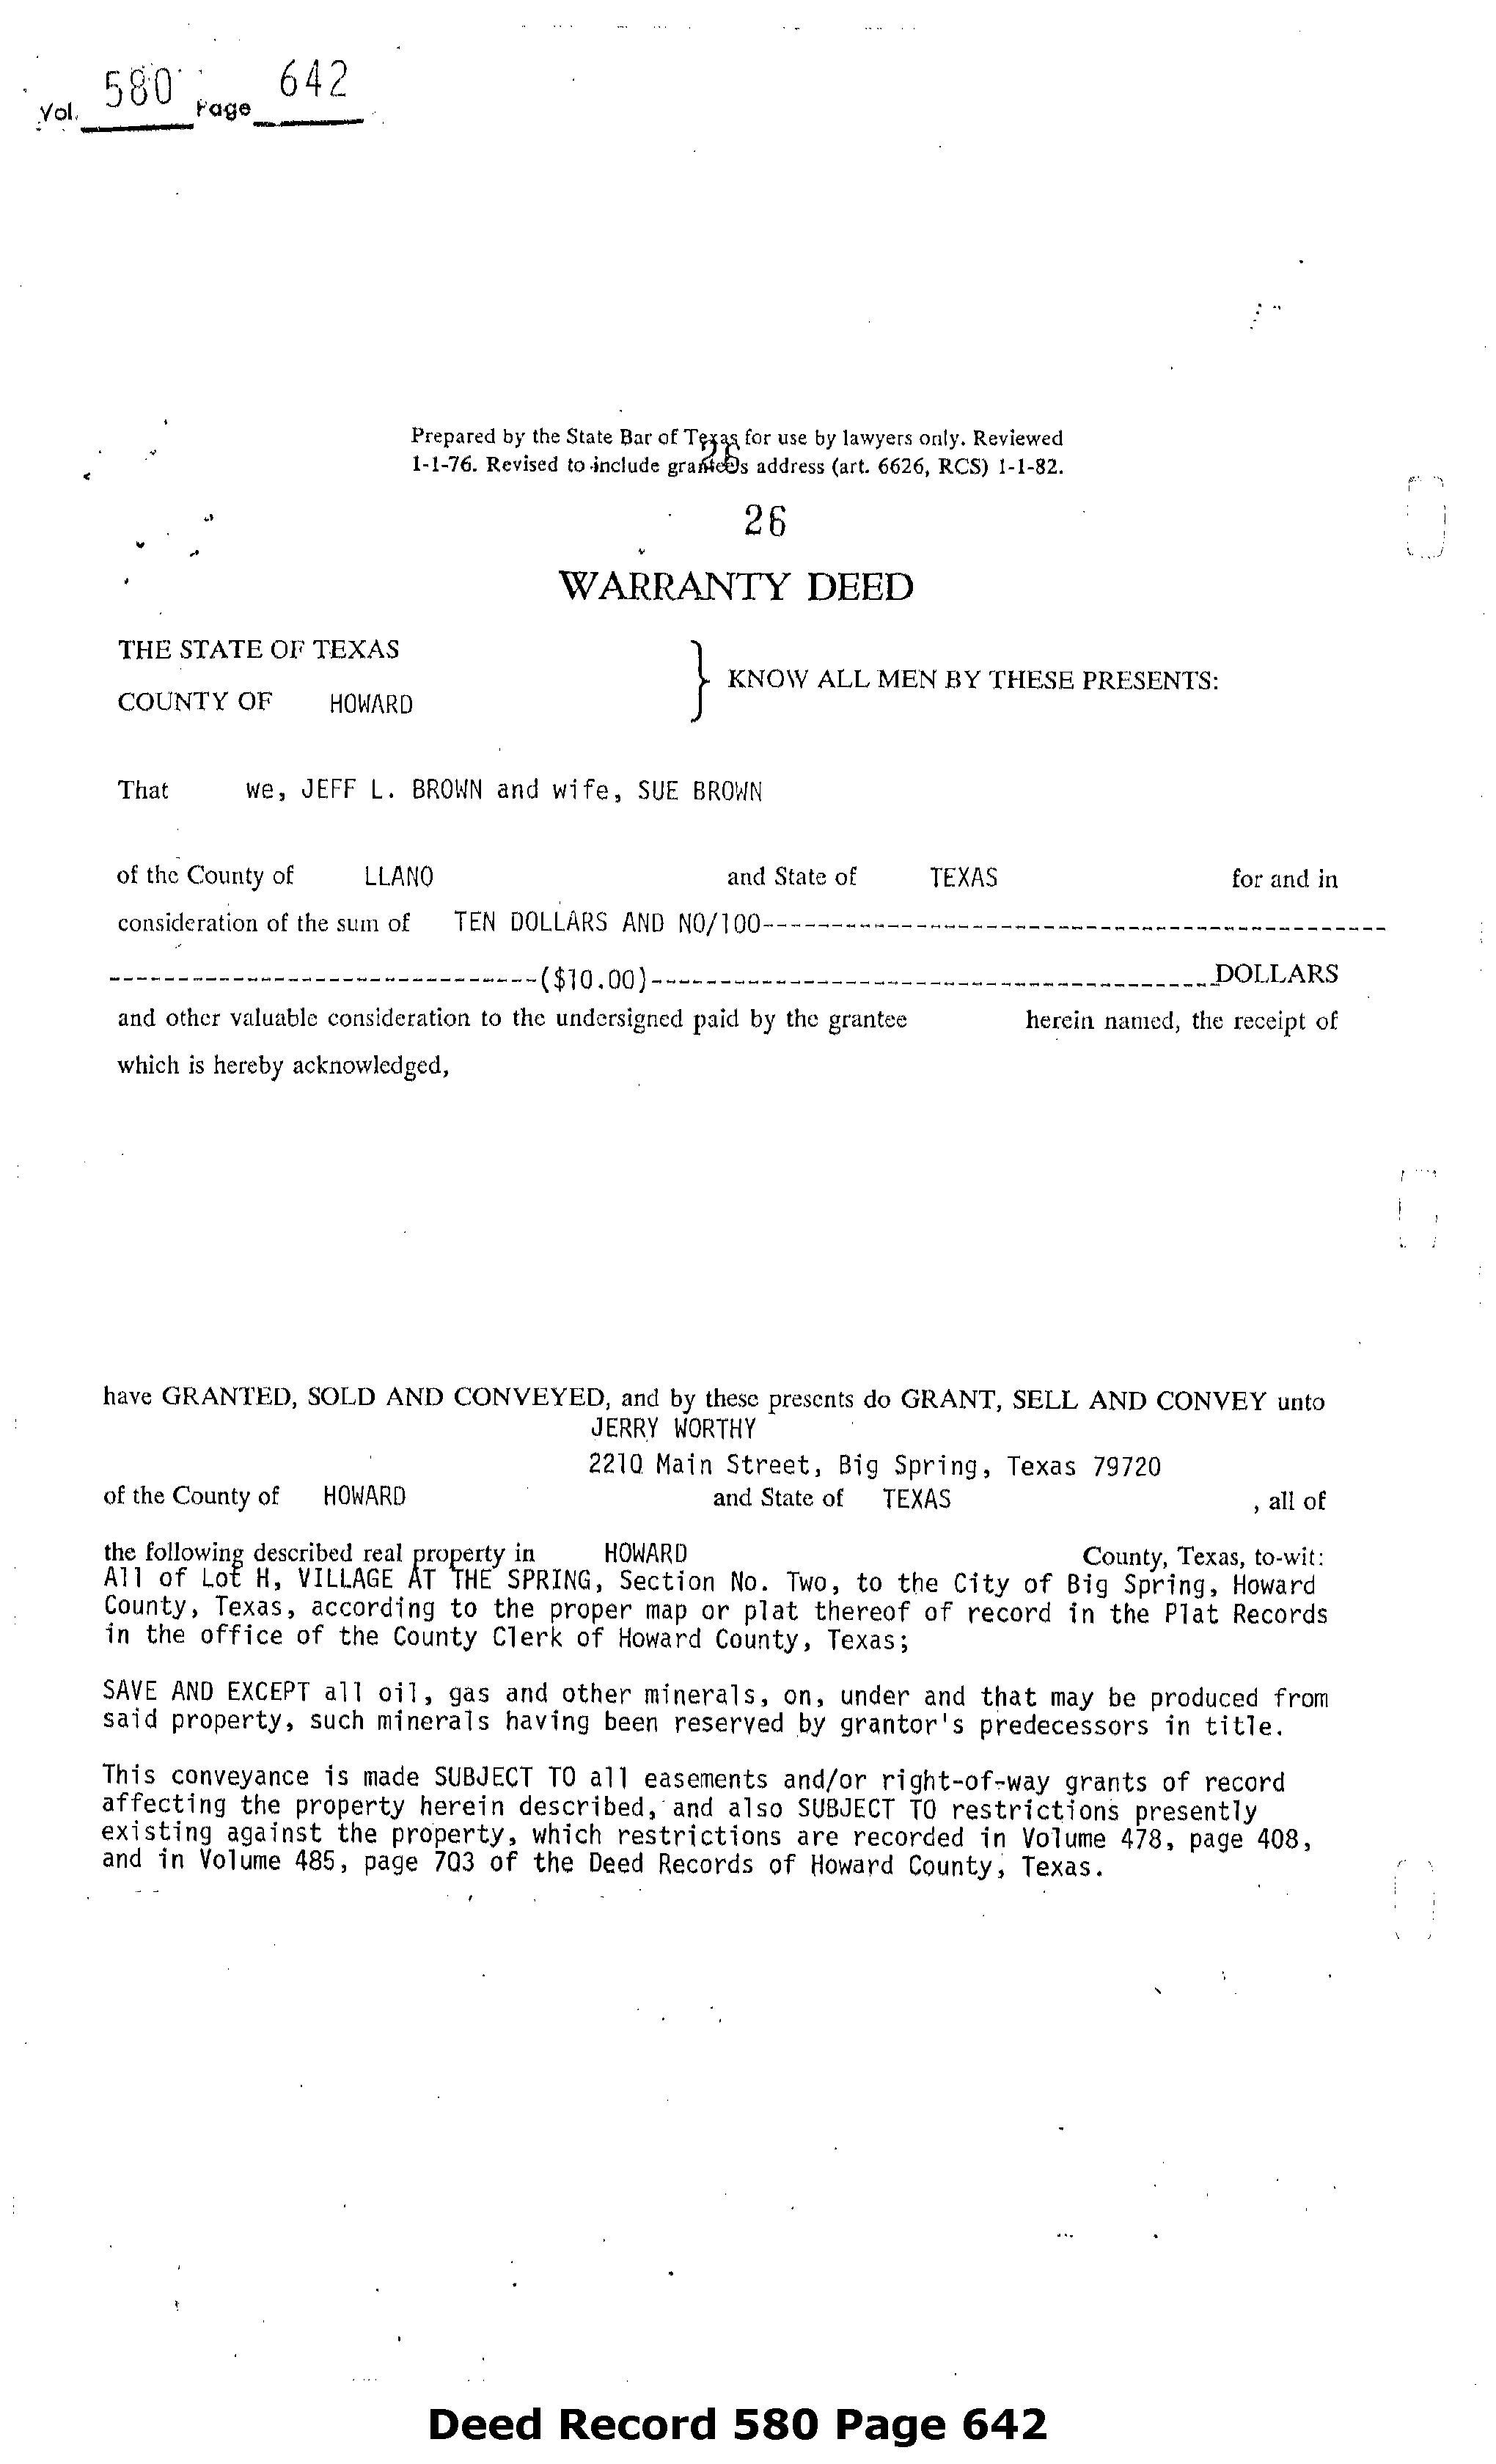 Vol. 580 Page 642
Prepared by the State Bar of Texas for use by lawyers only. Reviewed
1-1-76. Revised to include grantee's address (art. 6626, RCS) 1-1-82.
26
WARRANTY DEED
THE STATE OF TEXAS
COUNTY OF HOWARD
} KNOW ALL MEN BY THESE PRESENTS:
That we, JEFF L. BROWN and wife, SUE BROWN
of the County of LLANO and State of TEXAS for and in
consideration of the sum of TEN DOLLARS AND NO/100---------------------------------------------
-------------------------------($10.00)----------------------------------------DOLLARS
and other valuable consideration to the undersigned paid by the grantee herein named, the receipt of
which is hereby acknowledged,
have GRANTED, SOLD AND CONVEYED, and by these presents do GRANT, SELL AND CONVEY unto
JERRY WORTHY
2210 Main Street, Big Spring, Texas 79720
of the County of HOWARD and State of TEXAS , all of
the following described real property in HOWARD County, Texas, to-wit:
All of Lot H, VILLAGE AT THE SPRING, Section No. Two, to the City of Big Spring, Howard
County, Texas, according to the proper map or plat thereof of record in the Plat Records
in the office of the County Clerk of Howard County, Texas;
SAVE AND EXCEPT all oil, gas and other minerals, on, under and that may be produced from
said property, such minerals having been reserved by grantor's predecessors in title.
This conveyance is made SUBJECT TO all easements and/or right-of-way grants of record
affecting the property herein described, and also SUBJECT TO restrictions presently
existing against the property, which restrictions are recorded in Volume 478, page 408,
and in Volume 485, page 703 of the Deed Records of Howard County, Texas.
Deed Record 580 Page 642